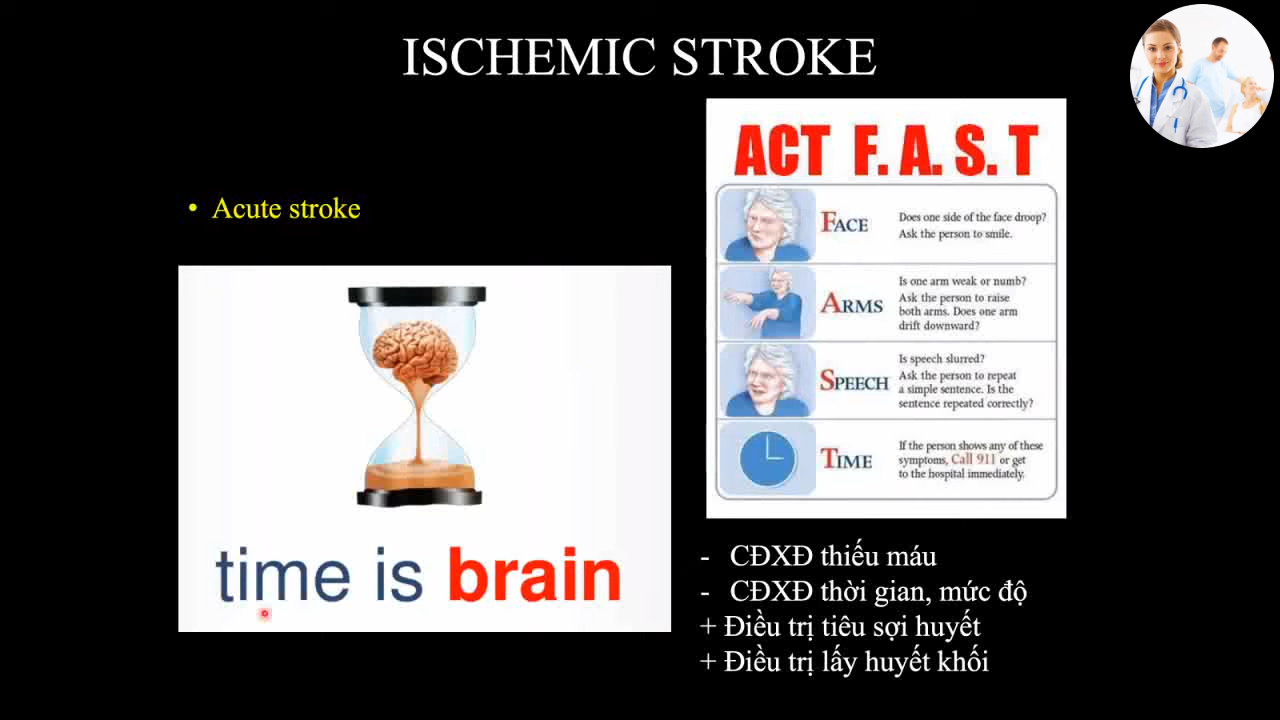 ISCHEMIC STROKE
• Acute stroke
time is brain
ACT F. A. S. T
FACE
Does one side of the face droop?
Ask the person to smile.
ARMS
Is one arm weak or numb?
Ask the person to raise
both arms. Does one arm
drift downward?
SPEECH
Is speech slurred?
Ask the person to repeat
a simple sentence. Is the
sentence repeated correctly?
TIME
If the person shows any of these
symptoms, Call 911 or get
to the hospital immediately.
- CĐXĐ thiếu máu
- CĐXĐ thời gian, mức độ
+ Điều trị tiêu sợi huyết
+ Điều trị lấy huyết khối